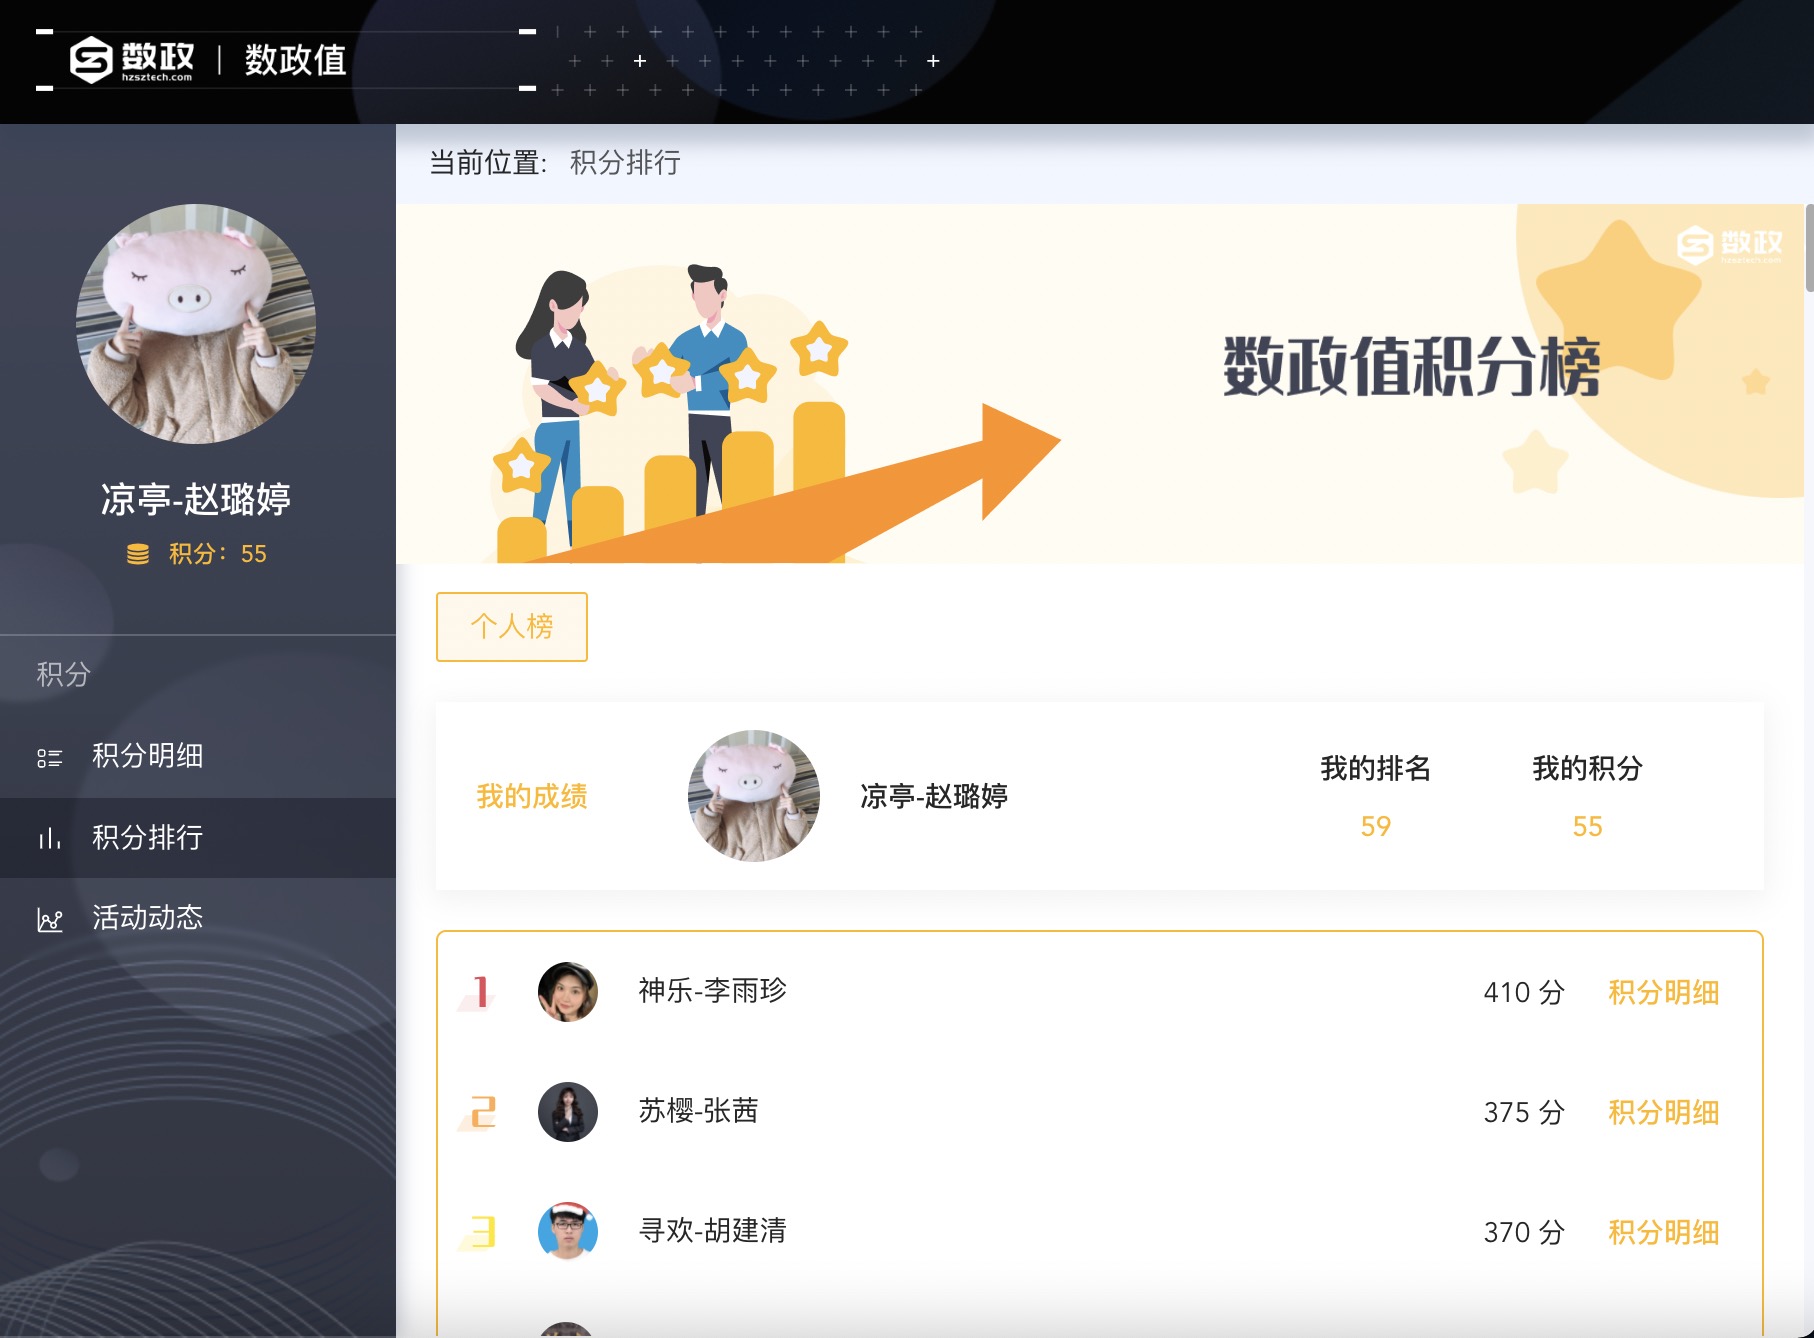 数政 hzsztech.com | 数政值
当前位置: 积分排行
数政 hzsztech.com
数政值积分榜
凉亭-赵璐婷
积分: 55
积分
积分明细
积分排行
活动动态
个人榜
我的成绩 凉亭-赵璐婷 我的排名 59 我的积分 55
1 神乐-李雨珍 410 分 积分明细
2 苏樱-张茜 375 分 积分明细
3 寻欢-胡建清 370 分 积分明细